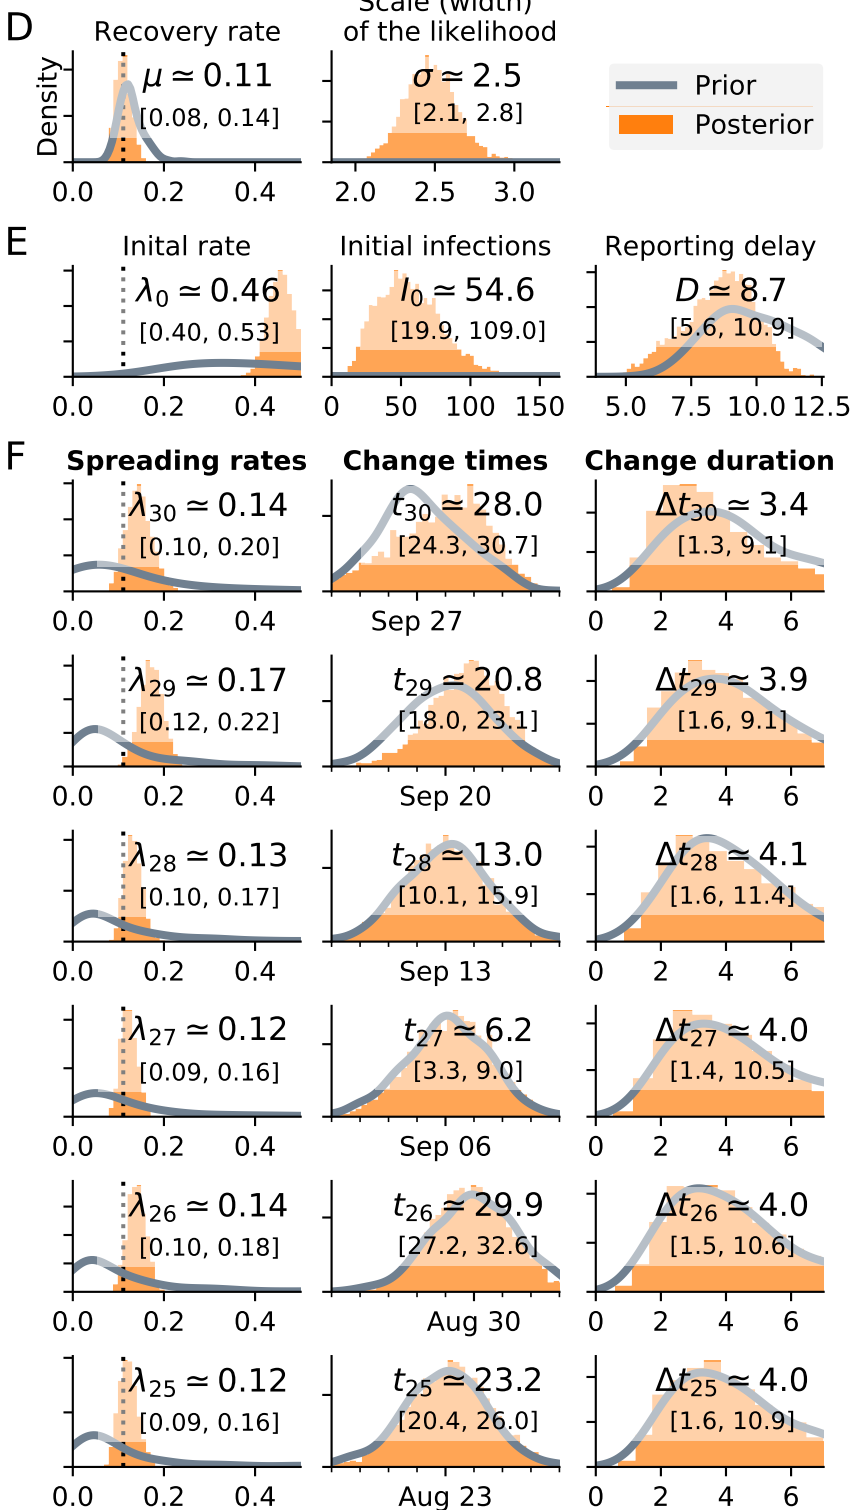 D
Scale (width)
Recovery rate
of the likelihood
Density
μ ≃ 0.11
[0.08, 0.14]
σ ≃ 2.5
[2.1, 2.8]
Prior
Posterior
0.0 0.2 0.4
2.0 2.5 3.0
E
Inital rate
Initial infections
Reporting delay
λ0 ≃ 0.46
[0.40, 0.53]
I0 ≃ 54.6
[19.9, 109.0]
D ≃ 8.7
[5.6, 10.9]
0.0 0.2 0.4
0 50 100 150
5.0 7.5 10.0 12.5
F
Spreading rates
Change times
Change duration
λ30 ≃ 0.14
[0.10, 0.20]
t30 ≃ 28.0
[24.3, 30.7]
Δt30 ≃ 3.4
[1.3, 9.1]
0.0 0.2 0.4
Sep 27
0 2 4 6
λ29 ≃ 0.17
[0.12, 0.22]
t29 ≃ 20.8
[18.0, 23.1]
Δt29 ≃ 3.9
[1.6, 9.1]
0.0 0.2 0.4
Sep 20
0 2 4 6
λ28 ≃ 0.13
[0.10, 0.17]
t28 ≃ 13.0
[10.1, 15.9]
Δt28 ≃ 4.1
[1.6, 11.4]
0.0 0.2 0.4
Sep 13
0 2 4 6
λ27 ≃ 0.12
[0.09, 0.16]
t27 ≃ 6.2
[3.3, 9.0]
Δt27 ≃ 4.0
[1.4, 10.5]
0.0 0.2 0.4
Sep 06
0 2 4 6
λ26 ≃ 0.14
[0.10, 0.18]
t26 ≃ 29.9
[27.2, 32.6]
Δt26 ≃ 4.0
[1.5, 10.6]
0.0 0.2 0.4
Aug 30
0 2 4 6
λ25 ≃ 0.12
[0.09, 0.16]
t25 ≃ 23.2
[20.4, 26.0]
Δt25 ≃ 4.0
[1.6, 10.9]
0.0 0.2 0.4
Aug 23
0 2 4 6